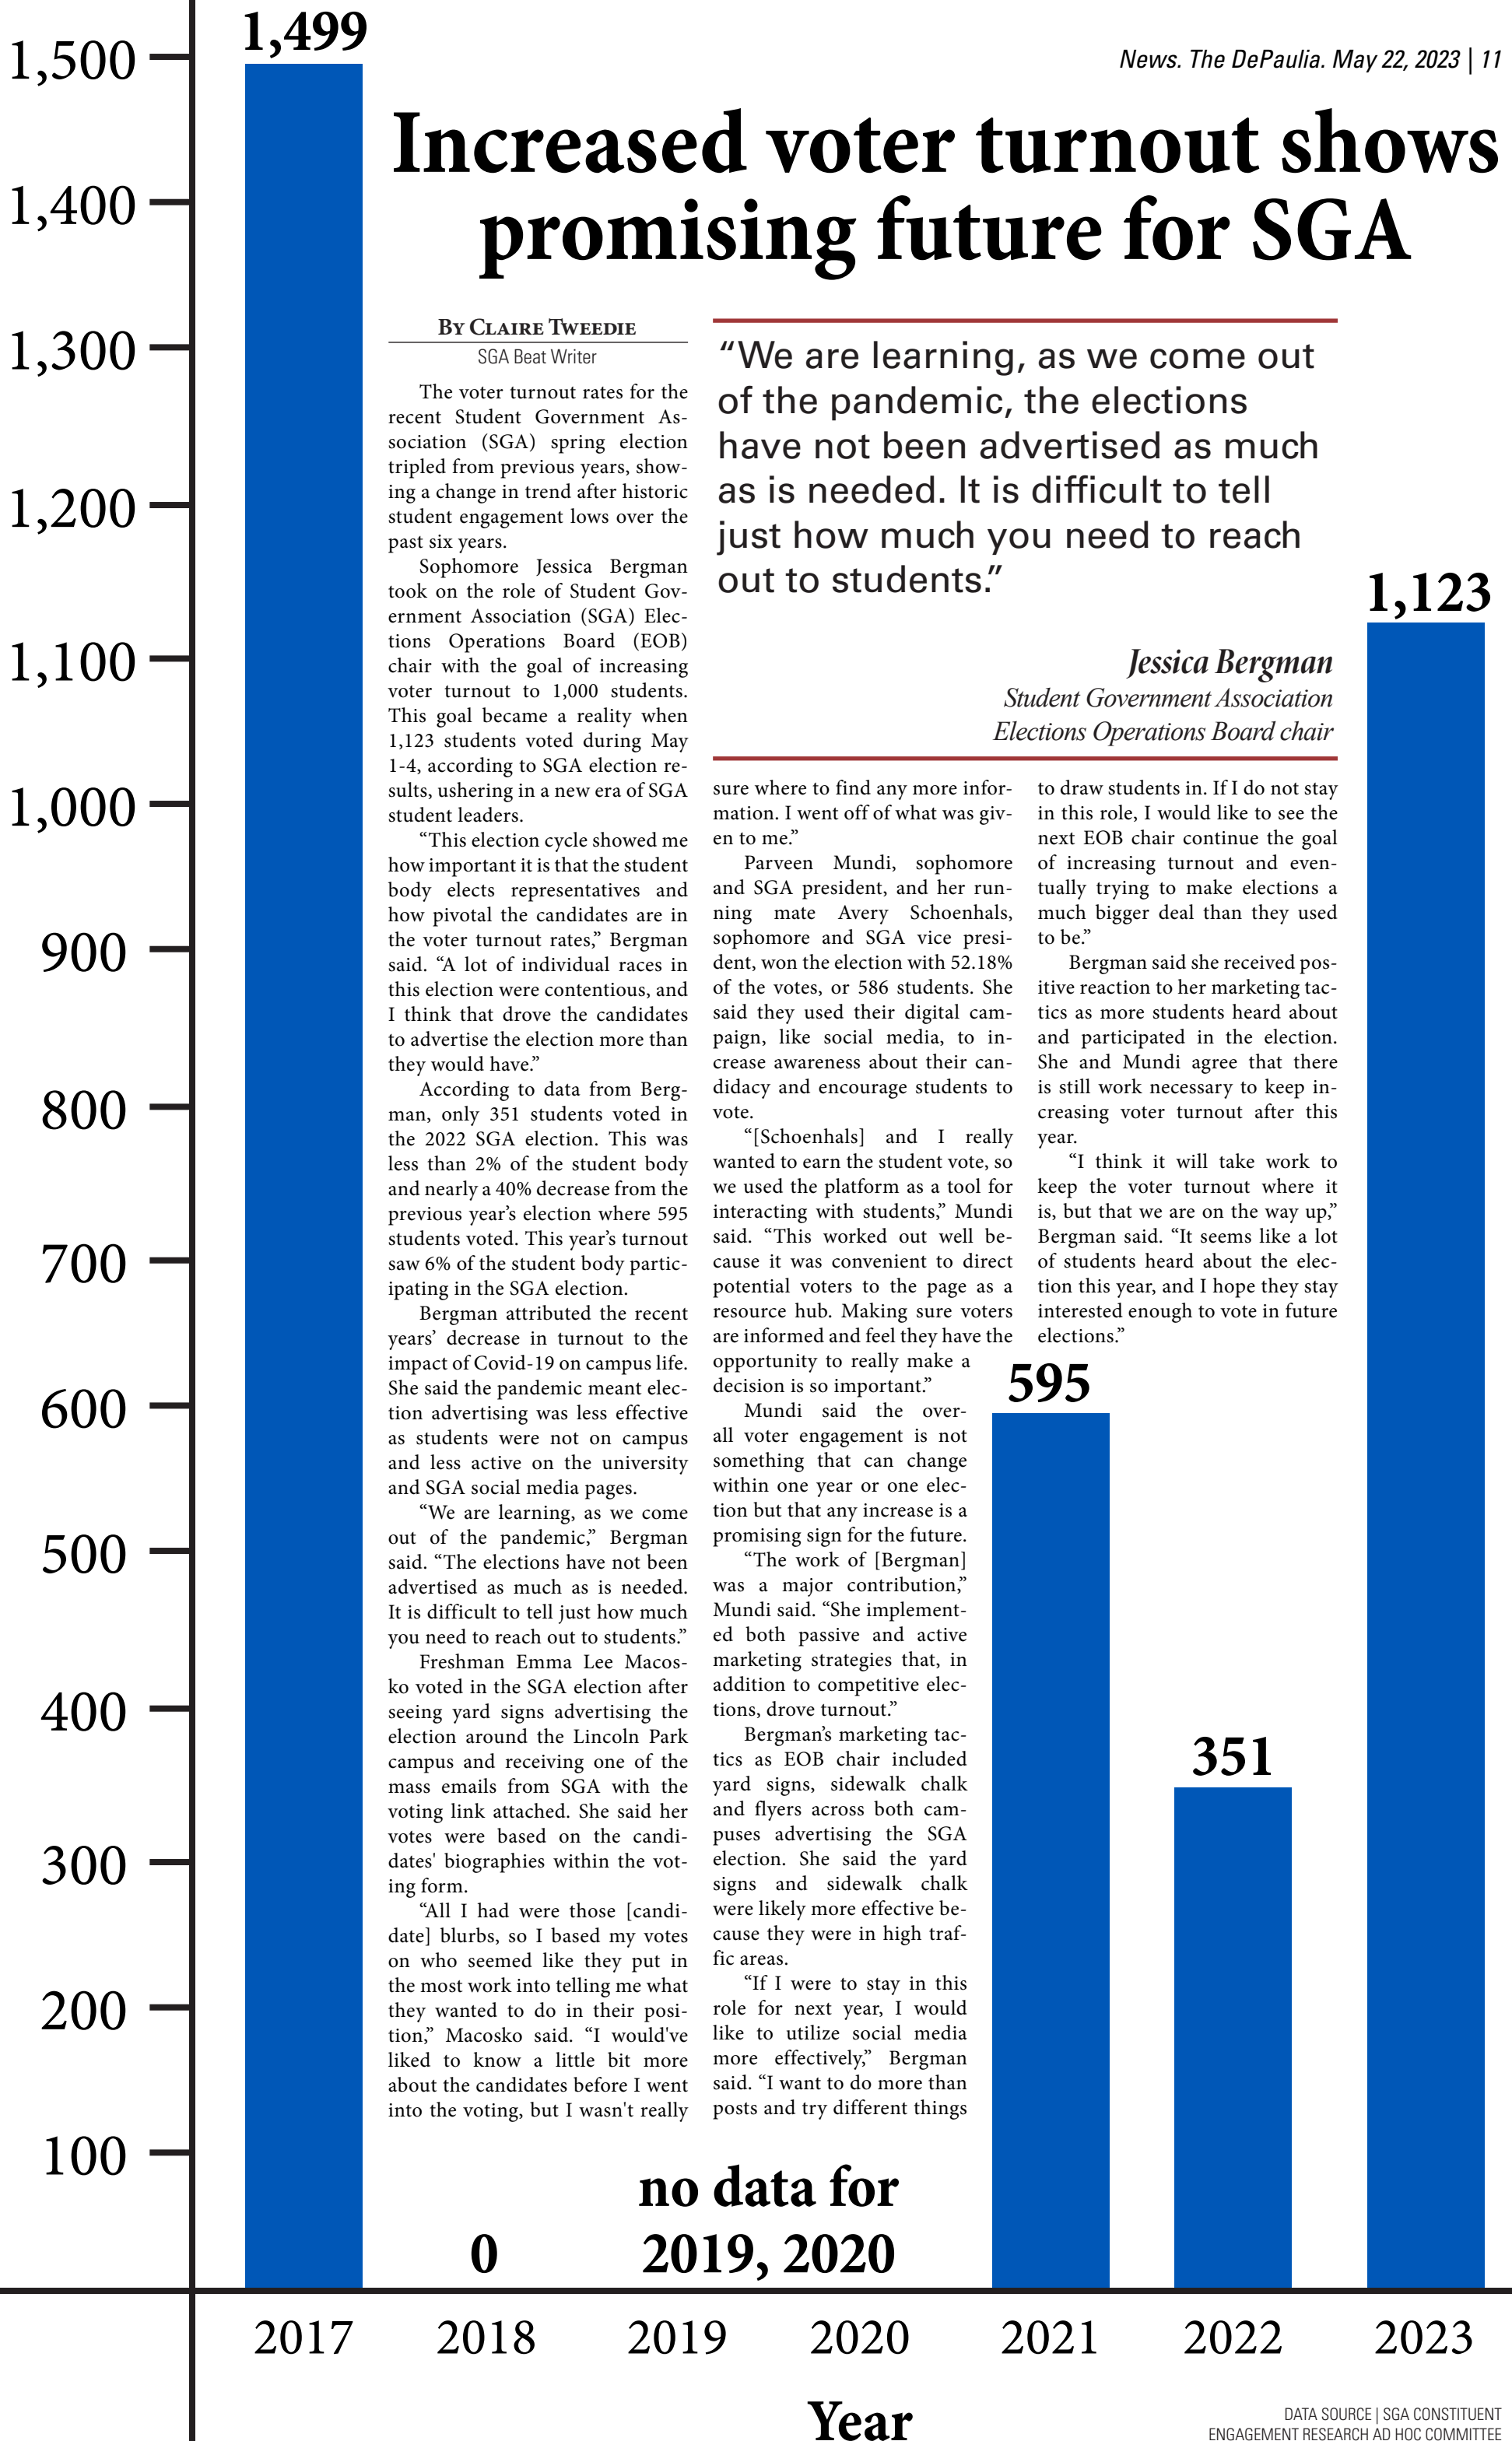 News. The DePaulia. May 22, 2023 | 11
Increased voter turnout shows
promising future for SGA
By Claire Tweedie
SGA Beat Writer
The voter turnout rates for the
recent Student Government As-
sociation (SGA) spring election
tripled from previous years, show-
ing a change in trend after historic
student engagement lows over the
past six years.
Sophomore Jessica Bergman
took on the role of Student Gov-
ernment Association (SGA) Elec-
tions Operations Board (EOB)
chair with the goal of increasing
voter turnout to 1,000 students.
This goal became a reality when
1,123 students voted during May
1-4, according to SGA election re-
sults, ushering in a new era of SGA
student leaders.
“This election cycle showed me
how important it is that the student
body elects representatives and
how pivotal the candidates are in
the voter turnout rates,” Bergman
said. “A lot of individual races in
this election were contentious, and
I think that drove the candidates
to advertise the election more than
they would have.”
According to data from Berg-
man, only 351 students voted in
the 2022 SGA election. This was
less than 2% of the student body
and nearly a 40% decrease from the
previous year’s election where 595
students voted. This year’s turnout
saw 6% of the student body partic-
ipating in the SGA election.
Bergman attributed the recent
years’ decrease in turnout to the
impact of Covid-19 on campus life.
She said the pandemic meant elec-
tion advertising was less effective
as students were not on campus
and less active on the university
and SGA social media pages.
“We are learning, as we come
out of the pandemic,” Bergman
said. “The elections have not been
advertised as much as is needed.
It is difficult to tell just how much
you need to reach out to students.”
Freshman Emma Lee Macos-
ko voted in the SGA election after
seeing yard signs advertising the
election around the Lincoln Park
campus and receiving one of the
mass emails from SGA with the
voting link attached. She said her
votes were based on the candi-
dates' biographies within the vot-
ing form.
“All I had were those [candi-
date] blurbs, so I based my votes
on who seemed like they put in
the most work into telling me what
they wanted to do in their posi-
tion,” Macosko said. “I would've
liked to know a little bit more
about the candidates before I went
into the voting, but I wasn't really
“We are learning, as we come out
of the pandemic, the elections
have not been advertised as much
as is needed. It is difficult to tell
just how much you need to reach
out to students.”
Jessica Bergman
Student Government Association
Elections Operations Board chair
sure where to find any more infor-
mation. I went off of what was giv-
en to me.”
Parveen Mundi, sophomore
and SGA president, and her run-
ning mate Avery Schoenhals,
sophomore and SGA vice presi-
dent, won the election with 52.18%
of the votes, or 586 students. She
said they used their digital cam-
paign, like social media, to in-
crease awareness about their can-
didacy and encourage students to
vote.
“[Schoenhals] and I really
wanted to earn the student vote, so
we used the platform as a tool for
interacting with students,” Mundi
said. “This worked out well be-
cause it was convenient to direct
potential voters to the page as a
resource hub. Making sure voters
are informed and feel they have the
opportunity to really make a
decision is so important.”
Mundi said the over-
all voter engagement is not
something that can change
within one year or one elec-
tion but that any increase is a
promising sign for the future.
“The work of [Bergman]
was a major contribution,”
Mundi said. “She implement-
ed both passive and active
marketing strategies that, in
addition to competitive elec-
tions, drove turnout.”
Bergman’s marketing tac-
tics as EOB chair included
yard signs, sidewalk chalk
and flyers across both cam-
puses advertising the SGA
election. She said the yard
signs and sidewalk chalk
were likely more effective be-
cause they were in high traf-
fic areas.
“If I were to stay in this
role for next year, I would
like to utilize social media
more effectively,” Bergman
said. “I want to do more than
posts and try different things
to draw students in. If I do not stay
in this role, I would like to see the
next EOB chair continue the goal
of increasing turnout and even-
tually trying to make elections a
much bigger deal than they used
to be.”
Bergman said she received pos-
itive reaction to her marketing tac-
tics as more students heard about
and participated in the election.
She and Mundi agree that there
is still work necessary to keep in-
creasing voter turnout after this
year.
“I think it will take work to
keep the voter turnout where it
is, but that we are on the way up,”
Bergman said. “It seems like a lot
of students heard about the elec-
tion this year, and I hope they stay
interested enough to vote in future
elections.”
1,500
1,400
1,300
1,200
1,100
1,000
900
800
700
600
500
400
300
200
100
1,499
0
no data for
2019, 2020
595
351
1,123
2017 2018 2019 2020 2021 2022 2023
Year
DATA SOURCE | SGA CONSTITUENT
ENGAGEMENT RESEARCH AD HOC COMMITTEE